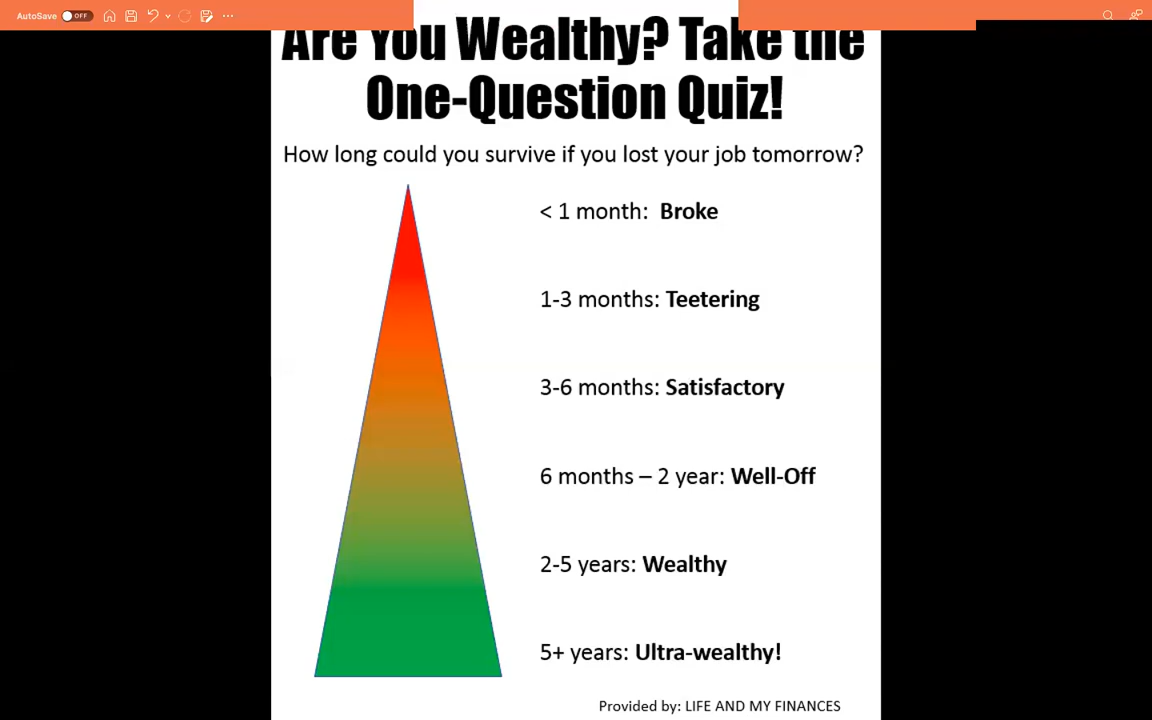 AutoSave OFF
Are You Wealthy? Take the
One-Question Quiz!
How long could you survive if you lost your job tomorrow?
< 1 month: Broke
1-3 months: Teetering
3-6 months: Satisfactory
6 months – 2 year: Well-Off
2-5 years: Wealthy
5+ years: Ultra-wealthy!
Provided by: LIFE AND MY FINANCES